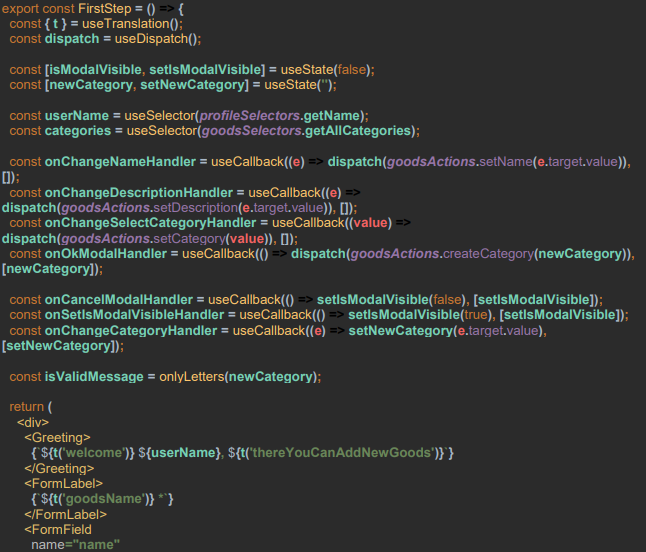 export const FirstStep = () => {
const { t } = useTranslation();
const dispatch = useDispatch();
const [isModalVisible, setIsModalVisible] = useState(false);
const [newCategory, setNewCategory] = useState('');
const userName = useSelector(profileSelectors.getName);
const categories = useSelector(goodsSelectors.getAllCategories);
const onChangeNameHandler = useCallback((e) => dispatch(goodsActions.setName(e.target.value)),
[]);
const onChangeDescriptionHandler = useCallback((e) =>
dispatch(goodsActions.setDescription(e.target.value)), []);
const onChangeSelectCategoryHandler = useCallback((value) =>
dispatch(goodsActions.setCategory(value)), []);
const onOkModalHandler = useCallback(() => dispatch(goodsActions.createCategory(newCategory)),
[newCategory]);
const onCancelModalHandler = useCallback(() => setIsModalVisible(false), [setIsModalVisible]);
const onSetIsModalVisibleHandler = useCallback(() => setIsModalVisible(true), [setIsModalVisible]);
const onChangeCategoryHandler = useCallback((e) => setNewCategory(e.target.value),
[setNewCategory]);
const isValidMessage = onlyLetters(newCategory);
return (
<div>
<Greeting>
{`${t('welcome')} ${userName}, ${t('thereYouCanAddNewGoods')}`}
</Greeting>
<FormLabel>
{`${t('goodsName')} *`}
</FormLabel>
<FormField
name="name"